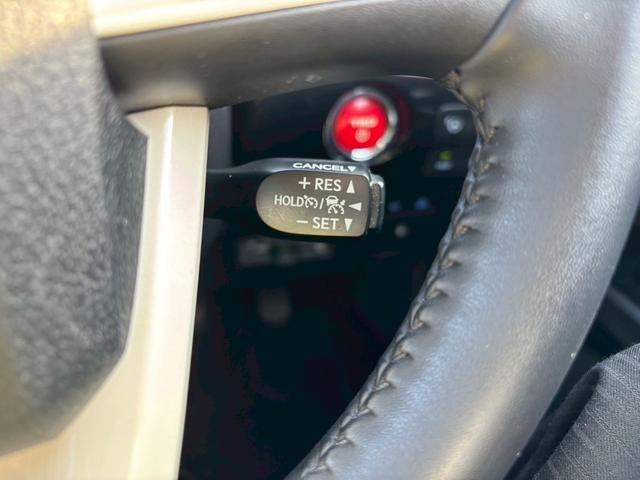 CANCEL▼
+ RES ▲
HOLD / ◄
− SET ▼